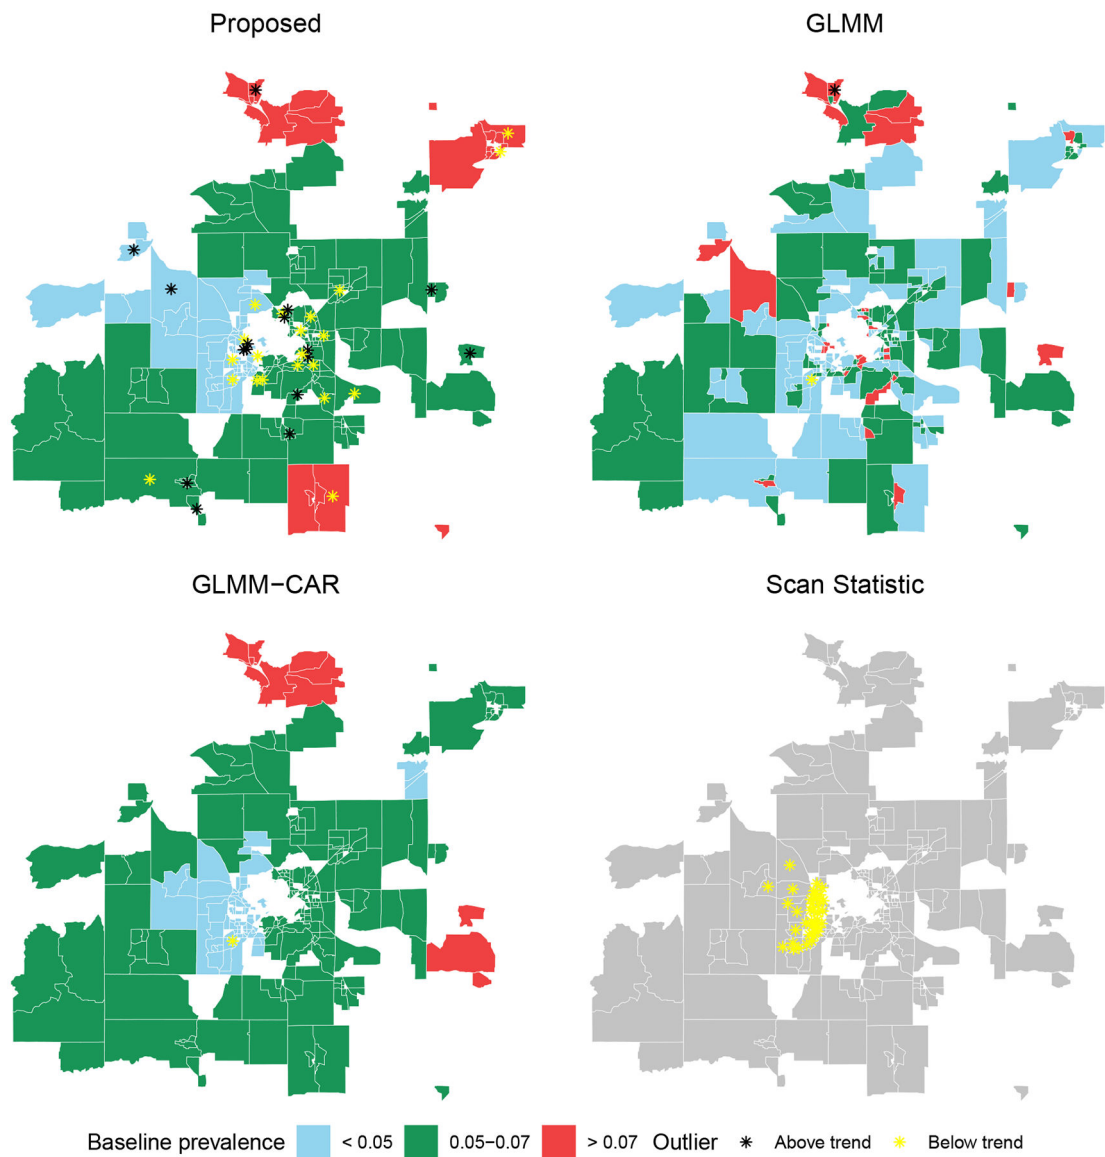 Proposed
GLMM
GLMM−CAR
Scan Statistic
Baseline prevalence < 0.05 0.05−0.07 > 0.07 Outlier Above trend Below trend